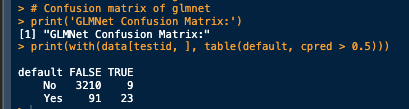 > # Confusion matrix of glmnet
> print('GLMNet Confusion Matrix:')
[1] "GLMNet Confusion Matrix:"
> print(with(data[testid, ], table(default, cpred > 0.5)))
default FALSE TRUE
No 3210 9
Yes 91 23